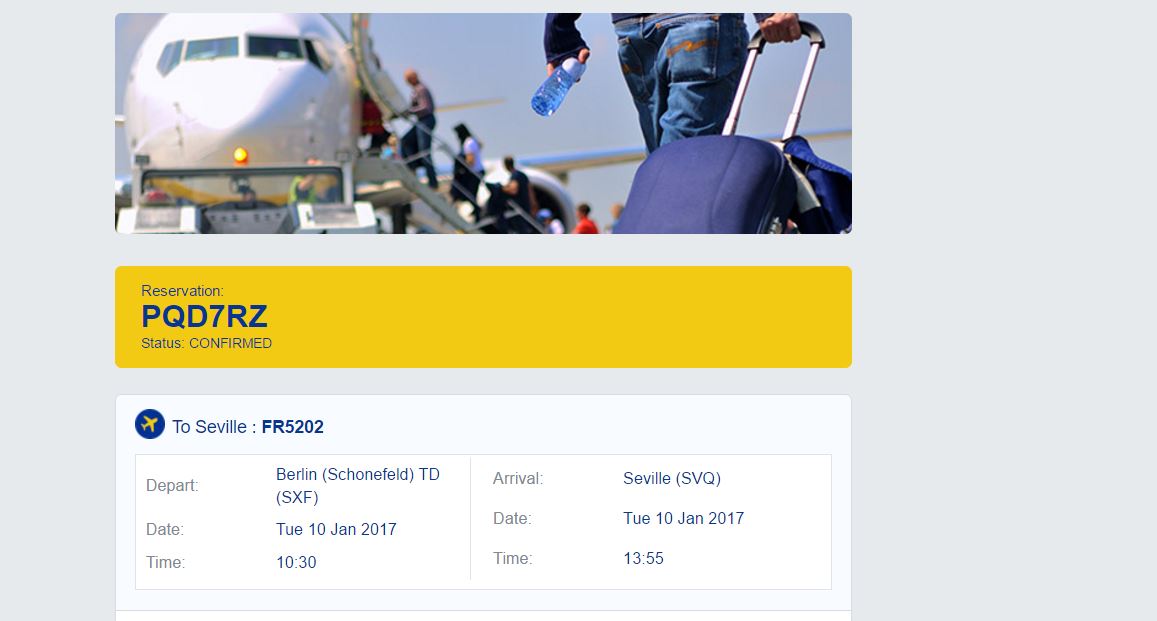 Reservation:
PQD7RZ
Status: CONFIRMED
To Seville : FR5202
Depart:
Berlin (Schonefeld) TD
(SXF)
Date:
Tue 10 Jan 2017
Time:
10:30
Arrival:
Seville (SVQ)
Date:
Tue 10 Jan 2017
Time:
13:55